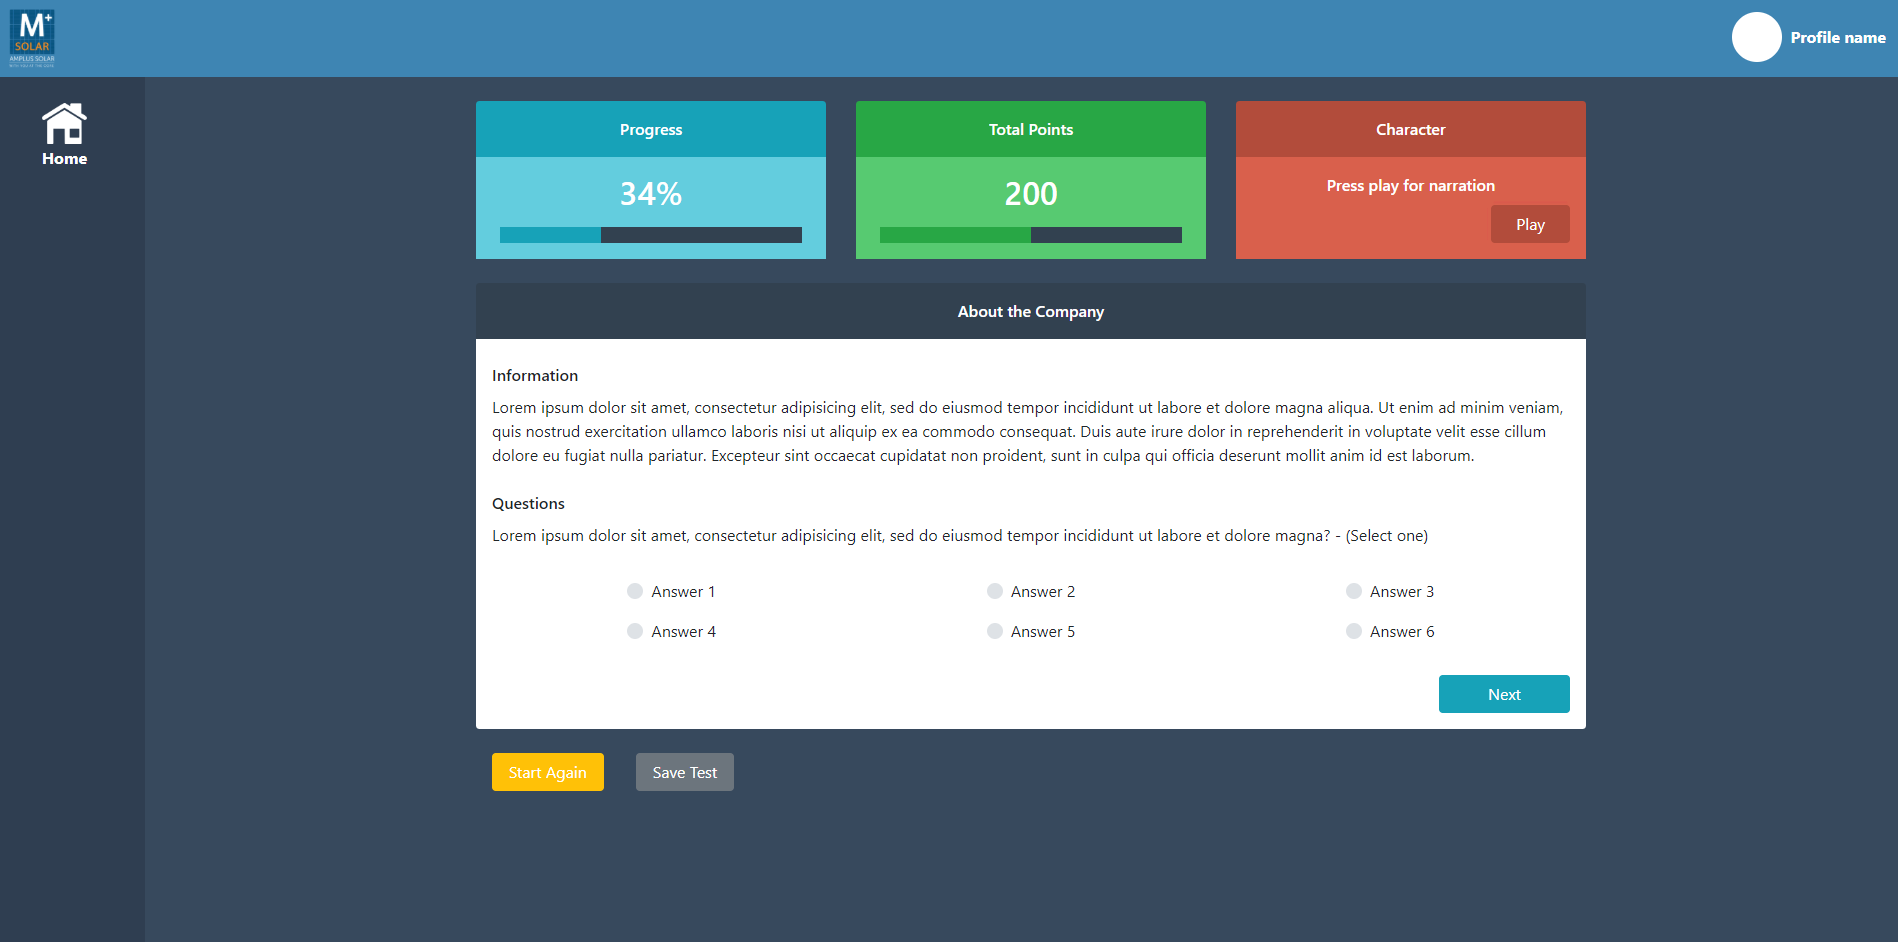 M+
SOLAR
AMPLUS SOLAR
Profile name
Home
Progress
34%
Total Points
200
Character
Press play for narration
Play
About the Company
Information
Lorem ipsum dolor sit amet, consectetur adipisicing elit, sed do eiusmod tempor incididunt ut labore et dolore magna aliqua. Ut enim ad minim veniam,
quis nostrud exercitation ullamco laboris nisi ut aliquip ex ea commodo consequat. Duis aute irure dolor in reprehenderit in voluptate velit esse cillum
dolore eu fugiat nulla pariatur. Excepteur sint occaecat cupidatat non proident, sunt in culpa qui officia deserunt mollit anim id est laborum.
Questions
Lorem ipsum dolor sit amet, consectetur adipisicing elit, sed do eiusmod tempor incididunt ut labore et dolore magna? - (Select one)
Answer 1
Answer 2
Answer 3
Answer 4
Answer 5
Answer 6
Next
Start Again
Save Test